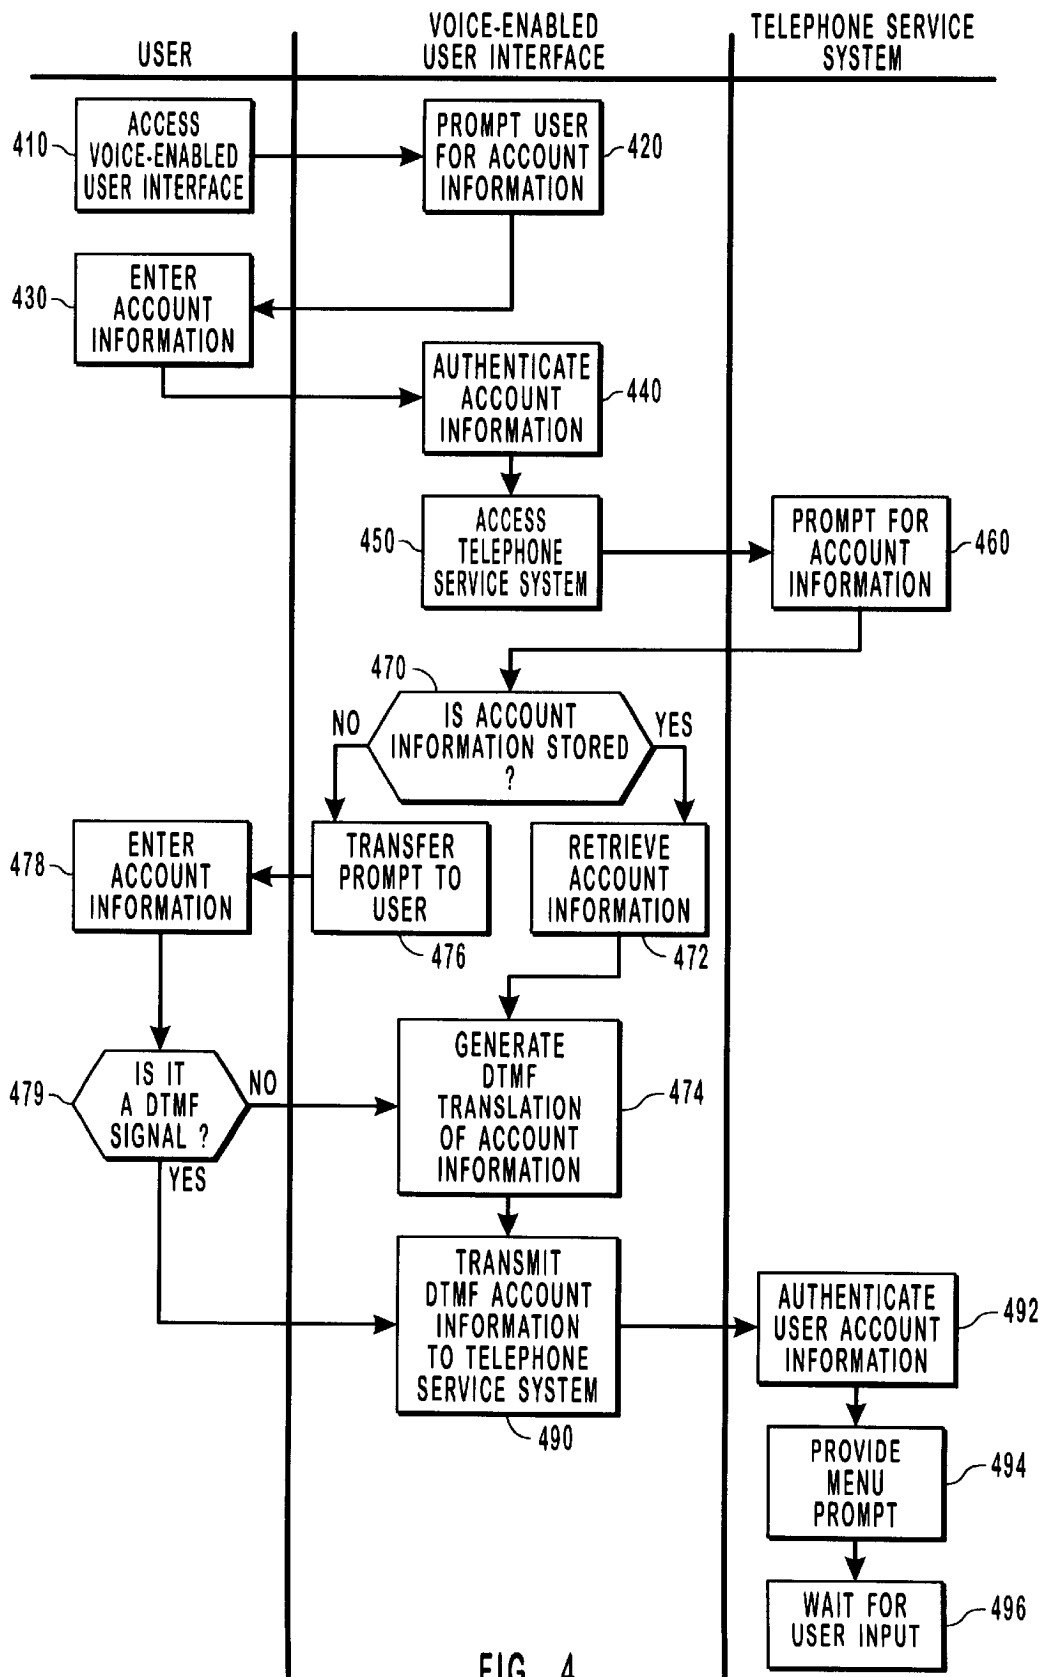 USER
VOICE-ENABLED
USER INTERFACE
TELEPHONE SERVICE
SYSTEM
410
ACCESS
VOICE-ENABLED
USER INTERFACE
PROMPT USER
FOR ACCOUNT
INFORMATION
420
430
ENTER
ACCOUNT
INFORMATION
AUTHENTICATE
ACCOUNT
INFORMATION
440
450
ACCESS
TELEPHONE
SERVICE SYSTEM
PROMPT FOR
ACCOUNT
INFORMATION
460
470
NO
IS ACCOUNT
INFORMATION STORED
?
YES
478
ENTER
ACCOUNT
INFORMATION
TRANSFER
PROMPT TO
USER
476
RETRIEVE
ACCOUNT
INFORMATION
472
479
IS IT
A DTMF
SIGNAL ?
NO
YES
GENERATE
DTMF
TRANSLATION
OF ACCOUNT
INFORMATION
474
TRANSMIT
DTMF ACCOUNT
INFORMATION
TO TELEPHONE
SERVICE SYSTEM
490
AUTHENTICATE
USER ACCOUNT
INFORMATION
492
PROVIDE
MENU
PROMPT
494
WAIT FOR
USER INPUT
496
FIG. 4